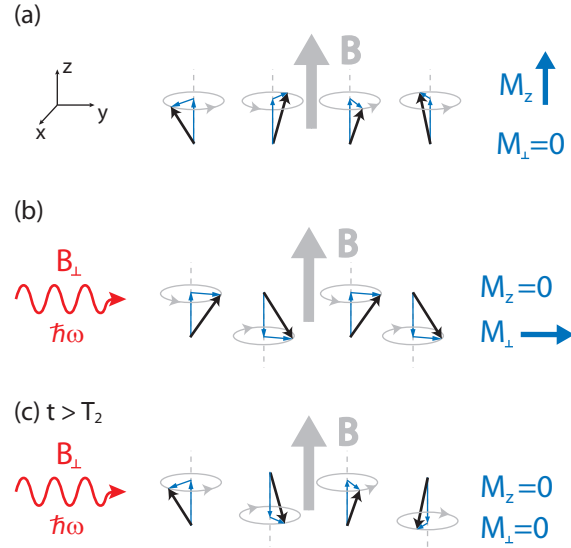 (a)
z
y
x
B
M_z
M_⊥=0
(b)
B_⊥
ħω
B
M_z=0
M_⊥
(c) t > T_2
B_⊥
ħω
B
M_z=0
M_⊥=0